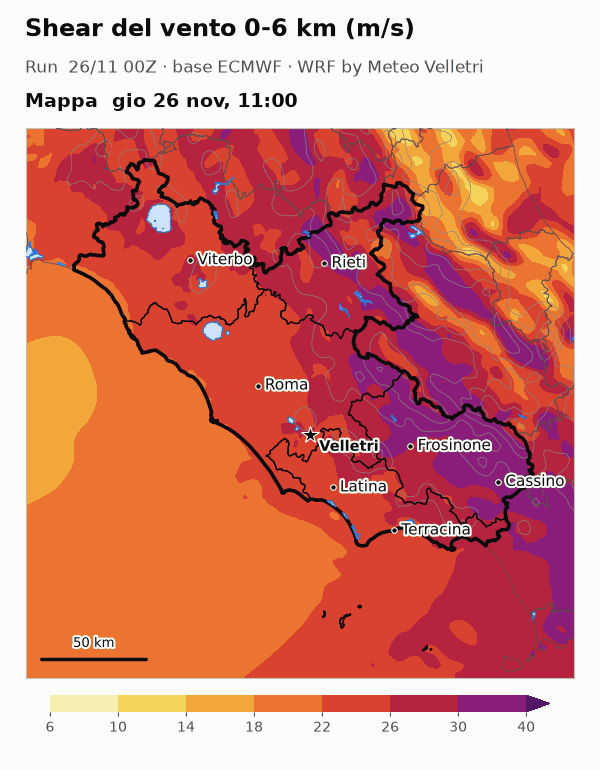 Shear del vento 0-6 km (m/s)
Run  26/11 00Z · base ECMWF · WRF by Meteo Velletri
Mappa  gio 26 nov, 11:00
Viterbo
Rieti
Roma
Velletri
Frosinone
Cassino
Latina
Terracina
50 km
6 10 14 18 22 26 30 40